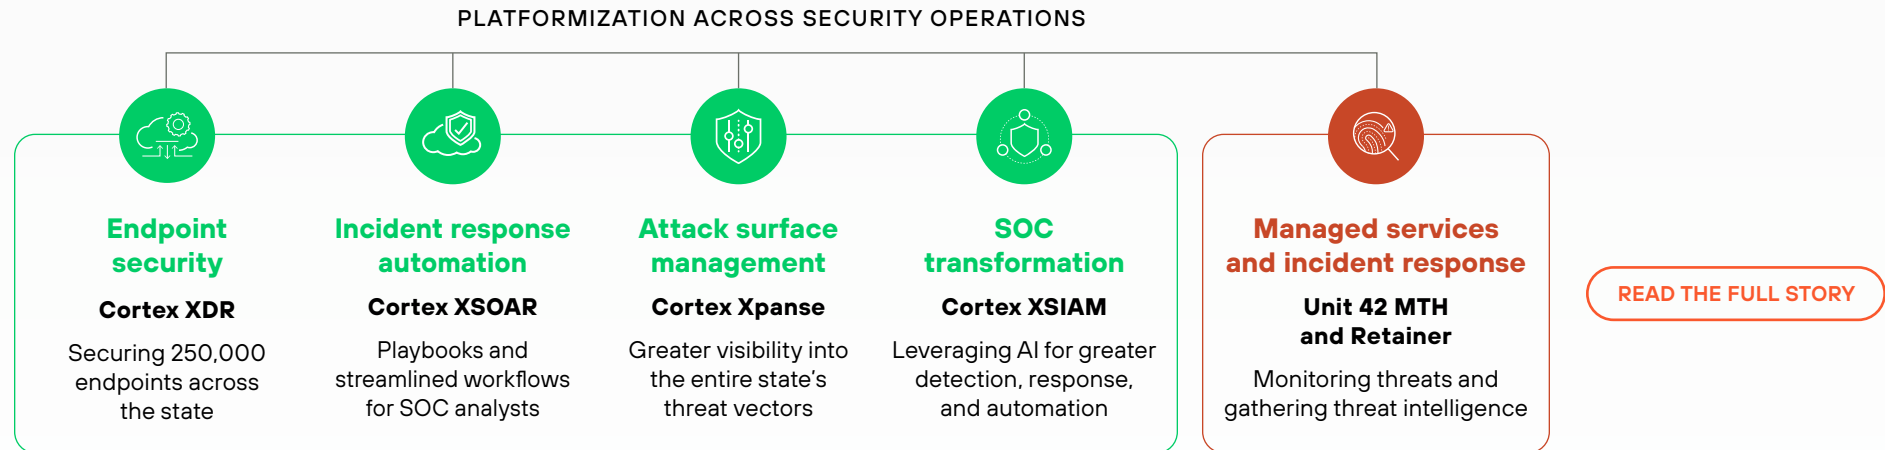 PLATFORMIZATION ACROSS SECURITY OPERATIONS
Endpoint
security
Cortex XDR
Securing 250,000
endpoints across
the state
Incident response
automation
Cortex XSOAR
Playbooks and
streamlined workflows
for SOC analysts
Attack surface
management
Cortex Xpanse
Greater visibility into
the entire state’s
threat vectors
SOC
transformation
Cortex XSIAM
Leveraging AI for greater
detection, response,
and automation
Managed services
and incident response
Unit 42 MTH
and Retainer
Monitoring threats and
gathering threat intelligence
READ THE FULL STORY